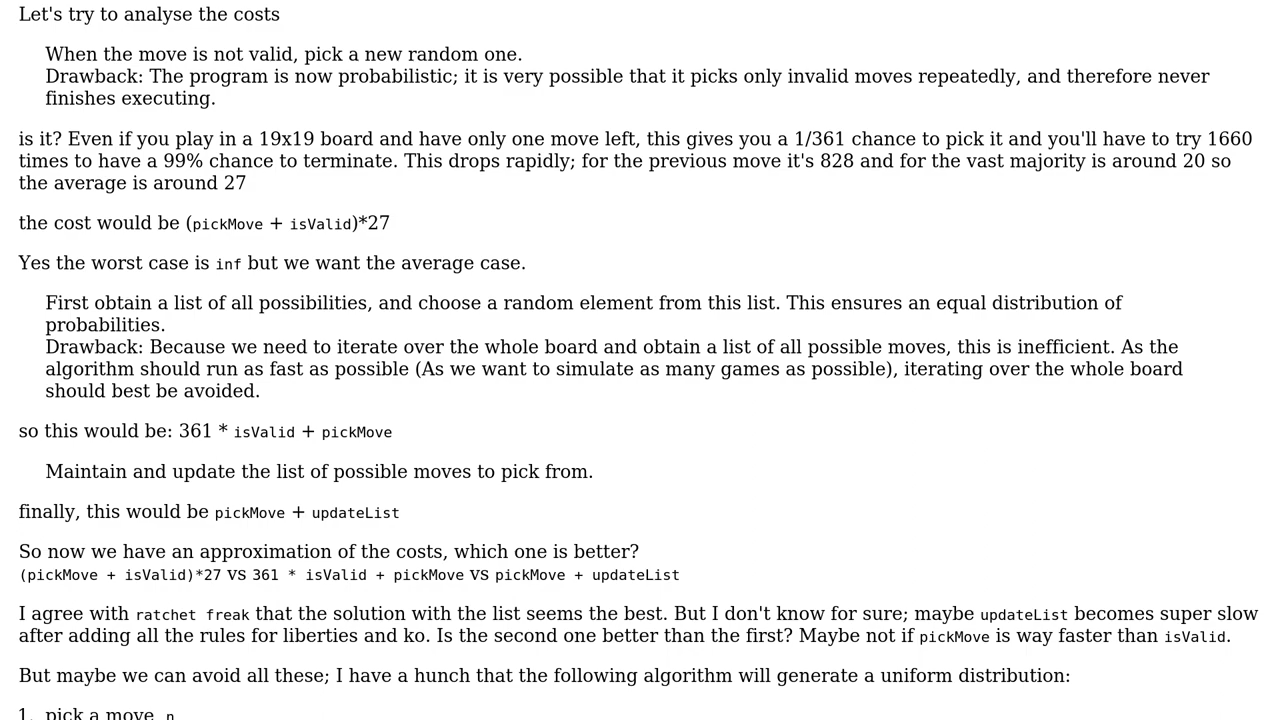 Let's try to analyse the costs
When the move is not valid, pick a new random one.
Drawback: The program is now probabilistic; it is very possible that it picks only invalid moves repeatedly, and therefore never
finishes executing.
is it? Even if you play in a 19x19 board and have only one move left, this gives you a 1/361 chance to pick it and you'll have to try 1660
times to have a 99% chance to terminate. This drops rapidly; for the previous move it's 828 and for the vast majority is around 20 so
the average is around 27
the cost would be (pickMove + isValid)*27
Yes the worst case is inf but we want the average case.
First obtain a list of all possibilities, and choose a random element from this list. This ensures an equal distribution of
probabilities.
Drawback: Because we need to iterate over the whole board and obtain a list of all possible moves, this is inefficient. As the
algorithm should run as fast as possible (As we want to simulate as many games as possible), iterating over the whole board
should best be avoided.
so this would be: 361 * isValid + pickMove
Maintain and update the list of possible moves to pick from.
finally, this would be pickMove + updateList
So now we have an approximation of the costs, which one is better?
(pickMove + isValid)*27 vs 361 * isValid + pickMove vs pickMove + updateList
I agree with ratchet freak that the solution with the list seems the best. But I don't know for sure; maybe updateList becomes super slow
after adding all the rules for liberties and ko. Is the second one better than the first? Maybe not if pickMove is way faster than isValid.
But maybe we can avoid all these; I have a hunch that the following algorithm will generate a uniform distribution:
1. pick a move n